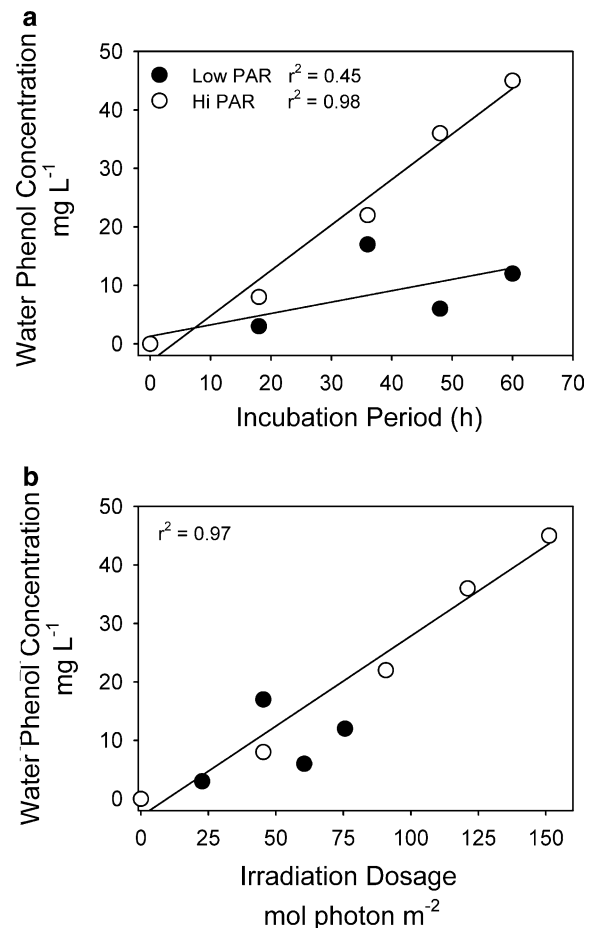 a
50
40
30
20
10
0
Water Phenol Concentration
mg L⁻¹
Low PAR r² = 0.45
Hi PAR r² = 0.98
0 10 20 30 40 50 60 70
Incubation Period (h)
b
50
40
30
20
10
0
Water Phenol Concentration
mg L⁻¹
r² = 0.97
0 25 50 75 100 125 150
Irradiation Dosage
mol photon m⁻²